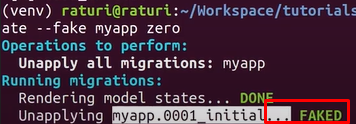 (venv) raturi@raturi:~/Workspace/tutorials
ate --fake myapp zero
Operations to perform:
Unapply all migrations: myapp
Running migrations:
Rendering model states... DONE
Unapplying myapp.0001_initial... FAKED